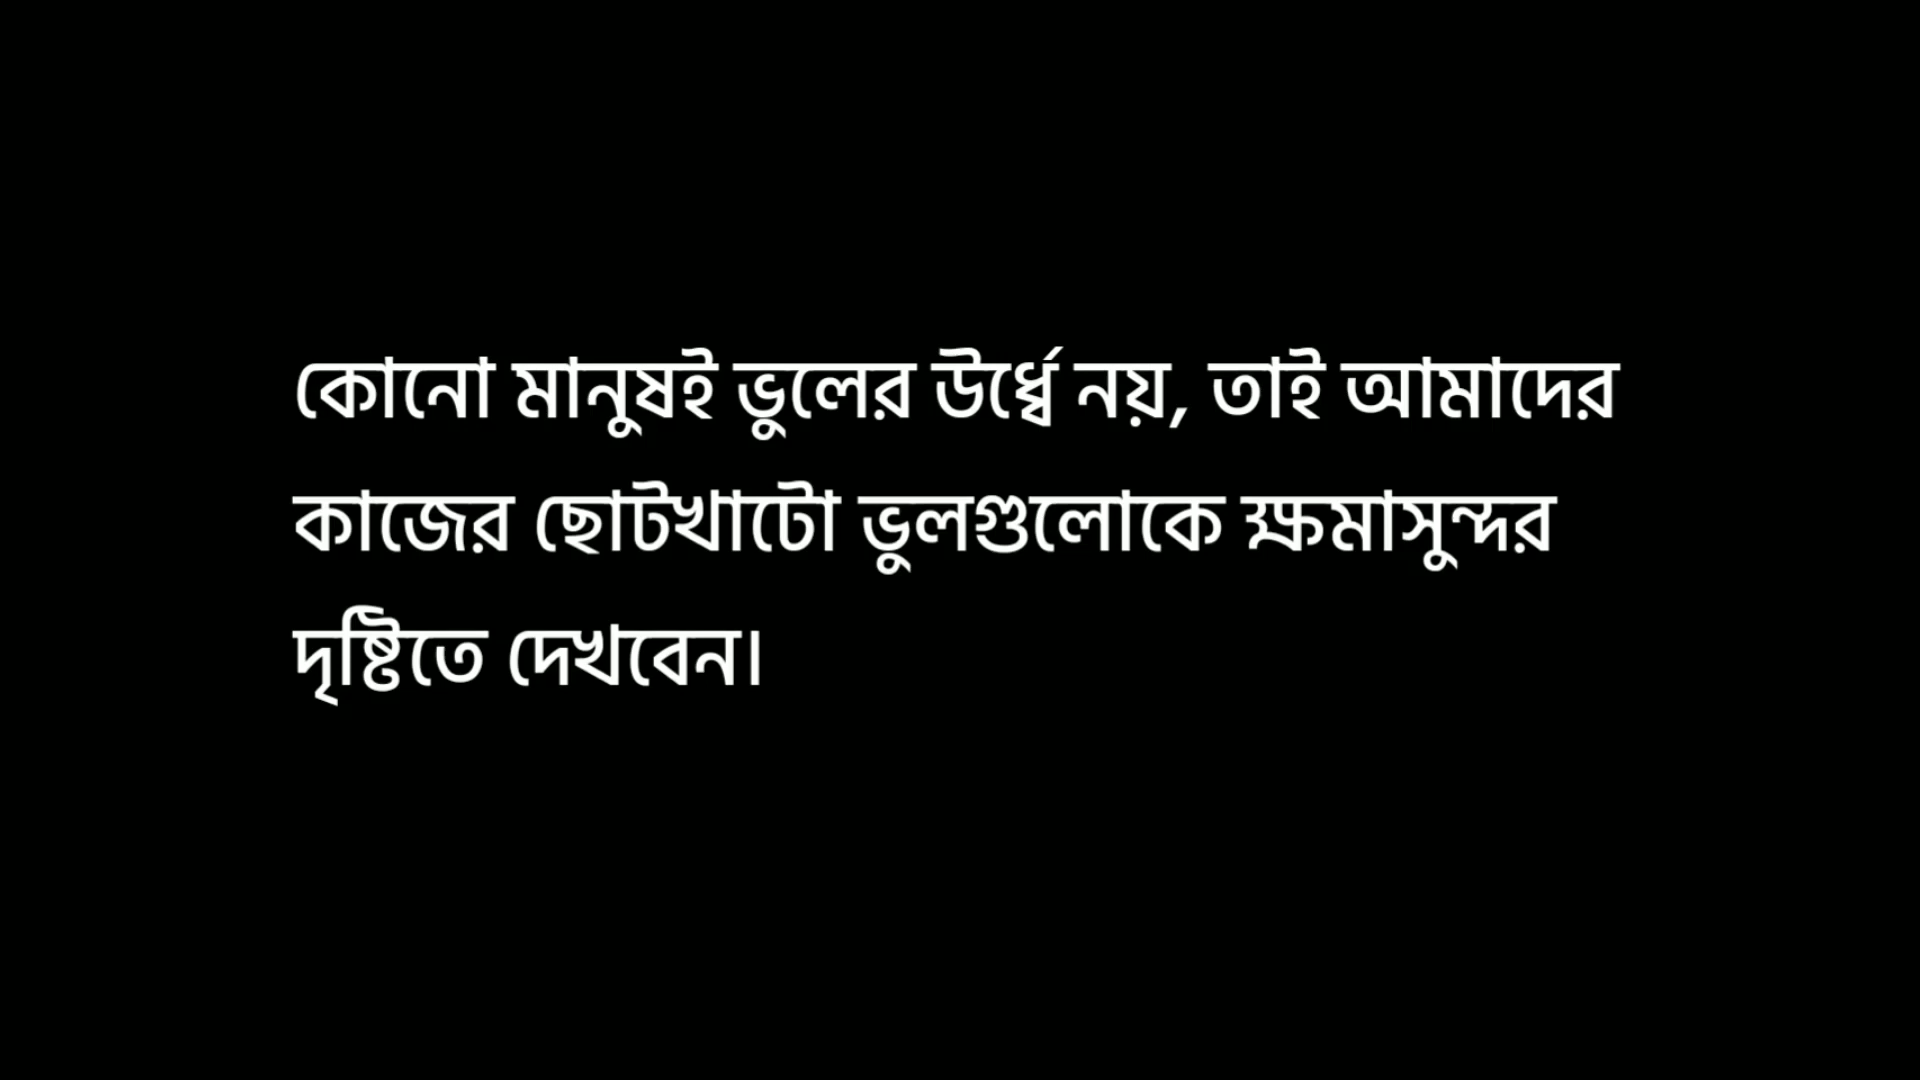 কোনো মানুষই ভুলের উর্ধ্বে নয়, তাই আমাদের
কাজের ছোটখাটো ভুলগুলোকে ক্ষমাসুন্দর
দৃষ্টিতে দেখবেন।